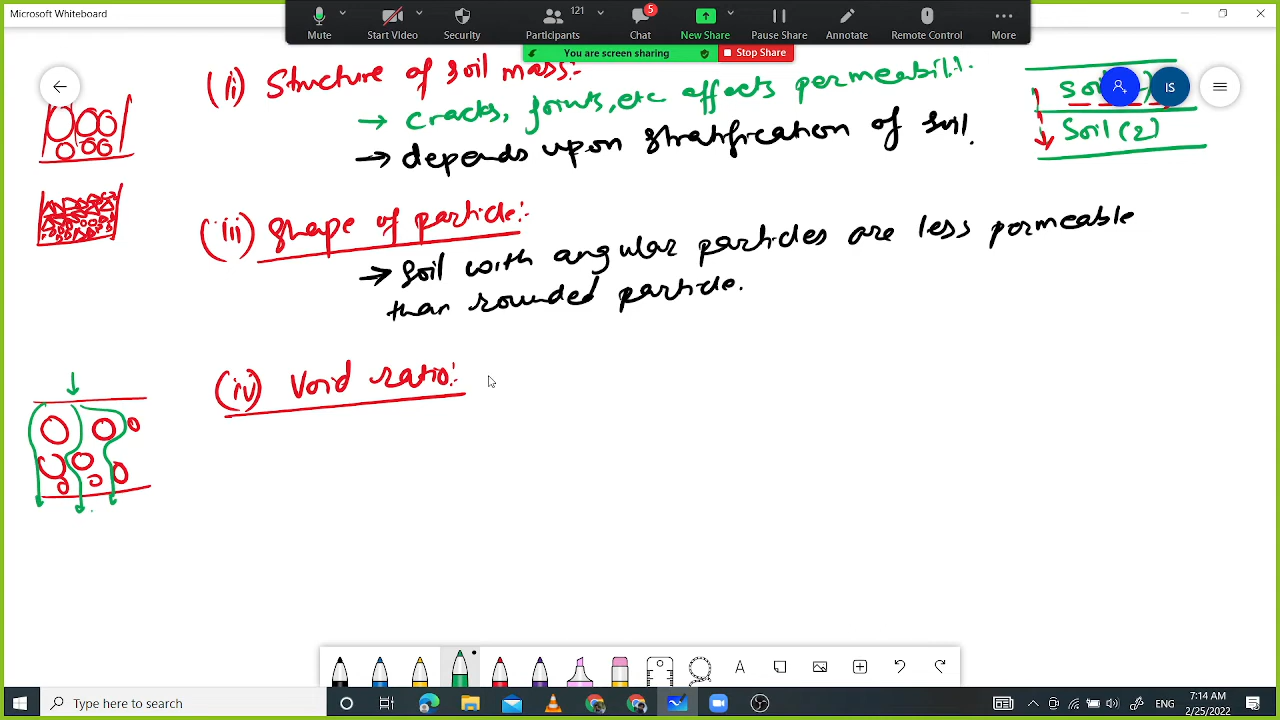 Microsoft Whiteboard
121
5
Mute
Start Video
Security
Participants
Chat
New Share
Pause Share
Annotate
Remote Control
More
You are screen sharing
Stop Share
(ii) Structure of soil mass:-
→ cracks, joints, etc affects permeabili
→ depends upon stratification of soil.
IS
Soil (2)
(iii) Shape of particle:-
→ Soil with angular particles are less permeable
than rounded particle.
(iv) Void ratio:-
A
Type here to search
7:14 AM
2/25/2022